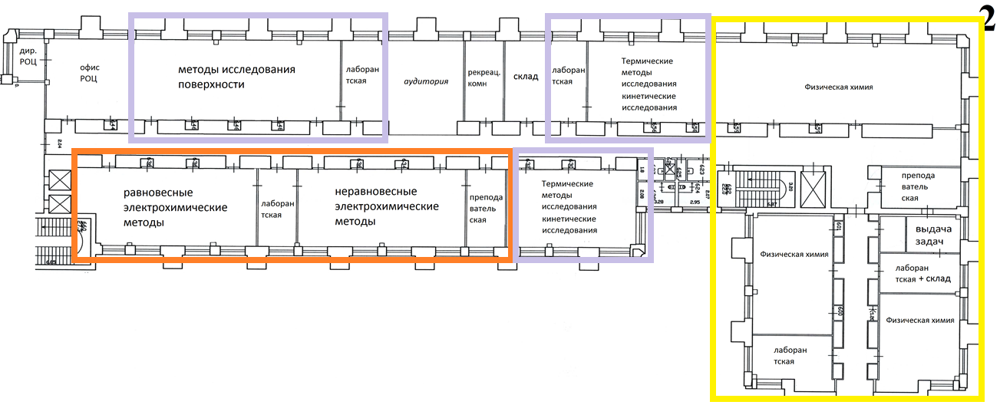 2
дир.
РОЦ
офис
РОЦ
методы исследования
поверхности
лаборан
тская
аудитория
рекреац.
комн
склад
лаборан
тская
Термические
методы
исследования
кинетические
исследования
Физическая химия
равновесные
электрохимические
методы
лаборан
тская
неравновесные
электрохимические
методы
препода
ватель
ская
Термические
методы
исследования
кинетические
исследования
препода
ватель
ская
Физическая химия
выдача
задач
лаборан
тская + склад
Физическая химия
лаборан
тская